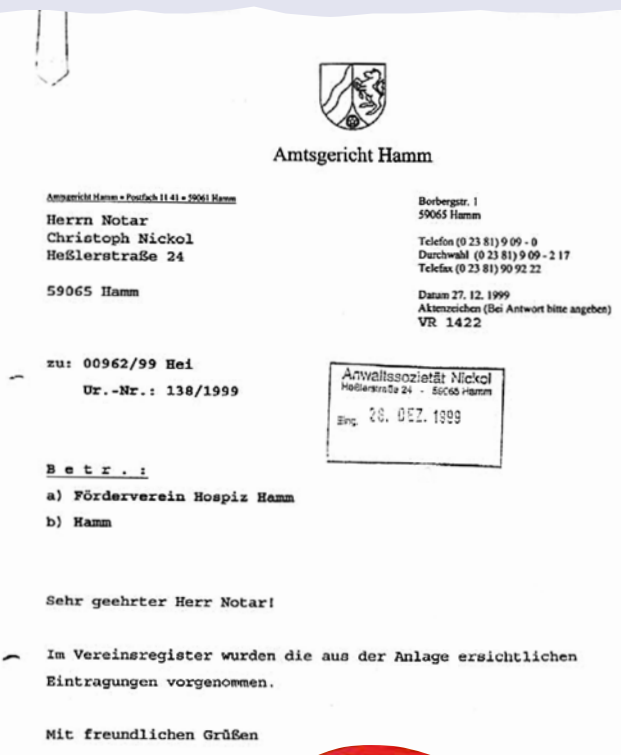 Amtsgericht Hamm
Amtsgericht Hamm • Postfach 11 41 • 59061 Hamm
Herrn Notar
Christoph Nickol
Heßlerstraße 24
59065 Hamm
Borbergstr. 1
59065 Hamm
Telefon (0 23 81) 9 09 - 0
Durchwahl (0 23 81) 9 09 - 2 17
Telefax (0 23 81) 90 92 22
Datum 27. 12. 1999
Aktenzeichen (Bei Antwort bitte angeben)
VR 1422
zu: 00962/99 Hei
Ur.-Nr.: 138/1999
Anwaltssozietät Nickol
Heßlerstraße 24 - 59065 Hamm
Eing. 28. DEZ. 1999
Betr.:
a) Förderverein Hospiz Hamm
b) Hamm
Sehr geehrter Herr Notar!
Im Vereinsregister wurden die aus der Anlage ersichtlichen
Eintragungen vorgenommen.
Mit freundlichen Grüßen